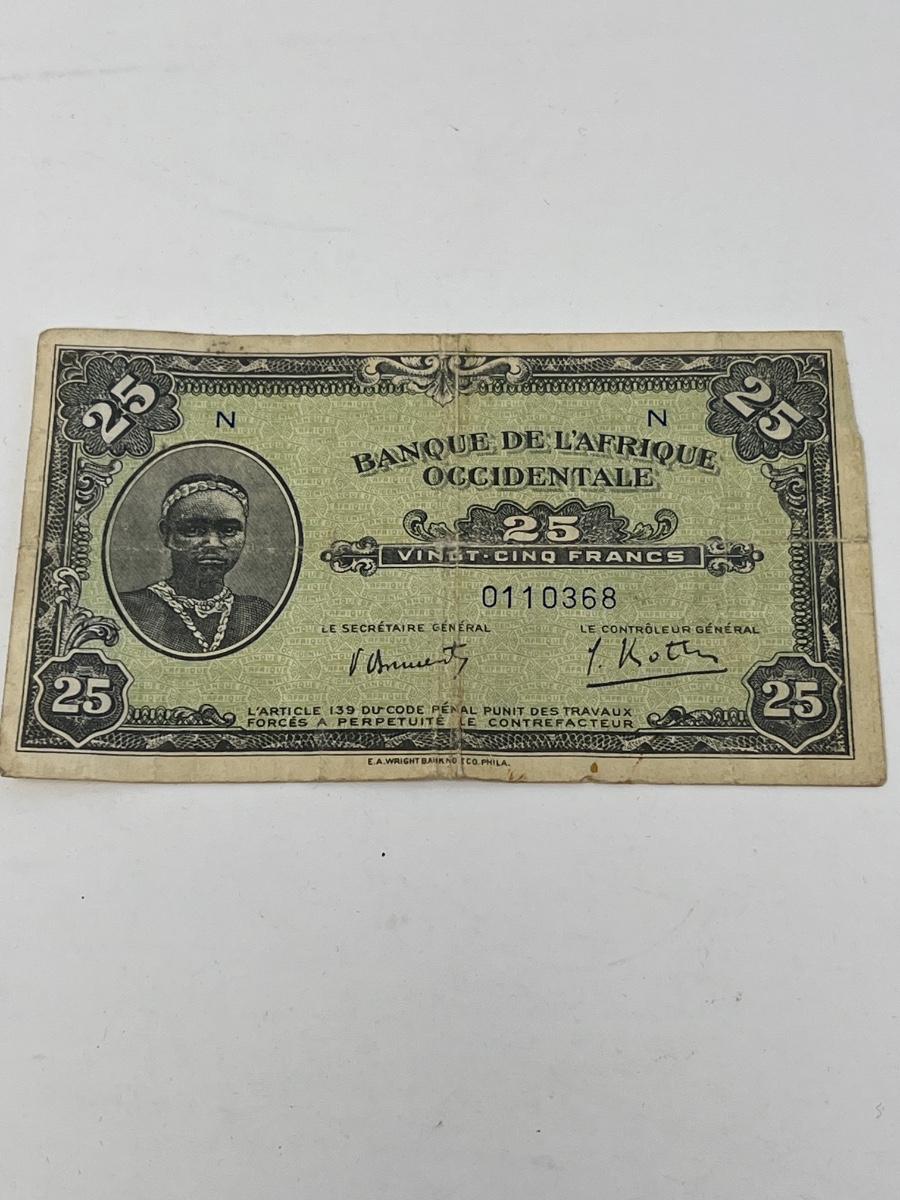 25
25
N
N
BANQUE DE L'AFRIQUE
OCCIDENTALE
25
VINGT-CINQ FRANCS
0110368
LE SECRÉTAIRE GÉNÉRAL
LE CONTRÔLEUR GÉNÉRAL
25
25
L'ARTICLE 139 DU CODE PÉNAL PUNIT DES TRAVAUX
FORCÉS A PERPETUITÉ LE CONTREFACTEUR
E.A. WRIGHT BANK NOTE CO. PHILA.